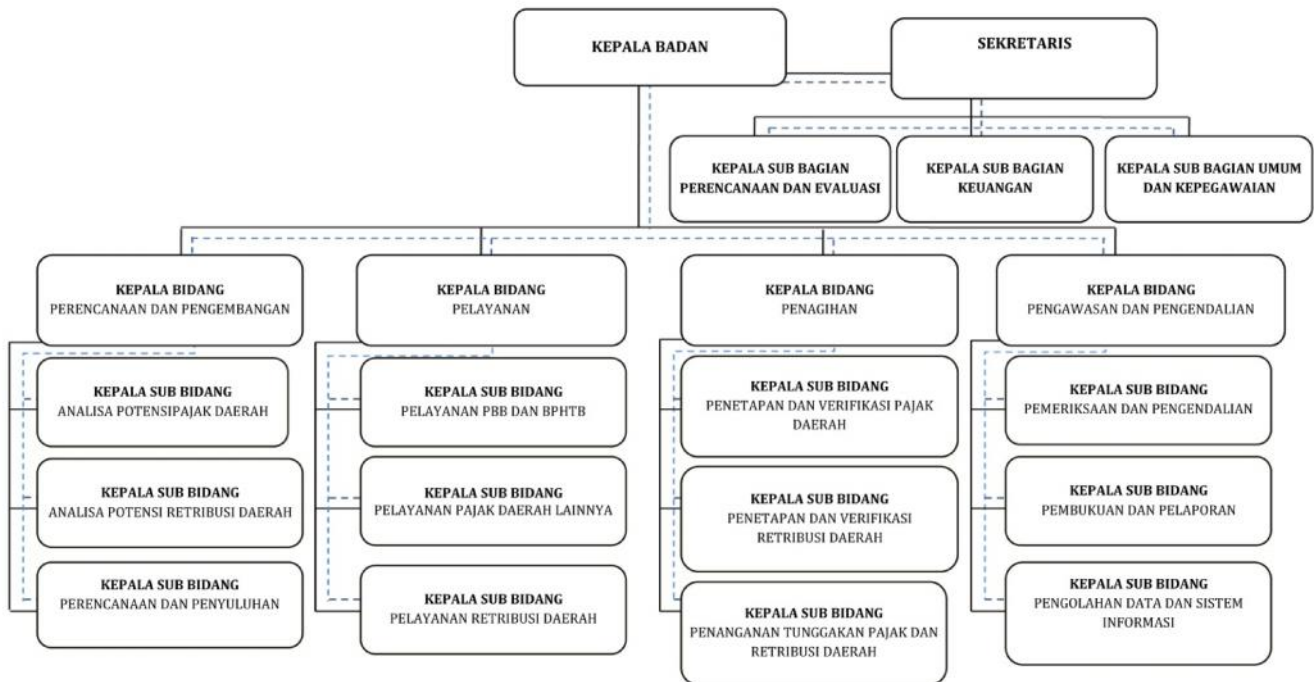 KEPALA BADAN
SEKRETARIS
KEPALA SUB BAGIAN
PERENCANAAN DAN EVALUASI
KEPALA SUB BAGIAN
KEUANGAN
KEPALA SUB BAGIAN UMUM
DAN KEPEGAWAIAN
KEPALA BIDANG
PERENCANAAN DAN PENGEMBANGAN
KEPALA BIDANG
PELAYANAN
KEPALA BIDANG
PENAGIHAN
KEPALA BIDANG
PENGAWASAN DAN PENGENDALIAN
KEPALA SUB BIDANG
ANALISA POTENSIPAJAK DAERAH
KEPALA SUB BIDANG
PELAYANAN PBB DAN BPHTB
KEPALA SUB BIDANG
PENETAPAN DAN VERIFIKASI PAJAK
DAERAH
KEPALA SUB BIDANG
PEMERIKSAAN DAN PENGENDALIAN
KEPALA SUB BIDANG
ANALISA POTENSI RETRIBUSI DAERAH
KEPALA SUB BIDANG
PELAYANAN PAJAK DAERAH LAINNYA
KEPALA SUB BIDANG
PENETAPAN DAN VERIFIKASI
RETRIBUSI DAERAH
KEPALA SUB BIDANG
PEMBUKUAN DAN PELAPORAN
KEPALA SUB BIDANG
PERENCANAAN DAN PENYULUHAN
KEPALA SUB BIDANG
PELAYANAN RETRIBUSI DAERAH
KEPALA SUB BIDANG
PENANGANAN TUNGGAKAN PAJAK DAN
RETRIBUSI DAERAH
KEPALA SUB BIDANG
PENGOLAHAN DATA DAN SISTEM
INFORMASI